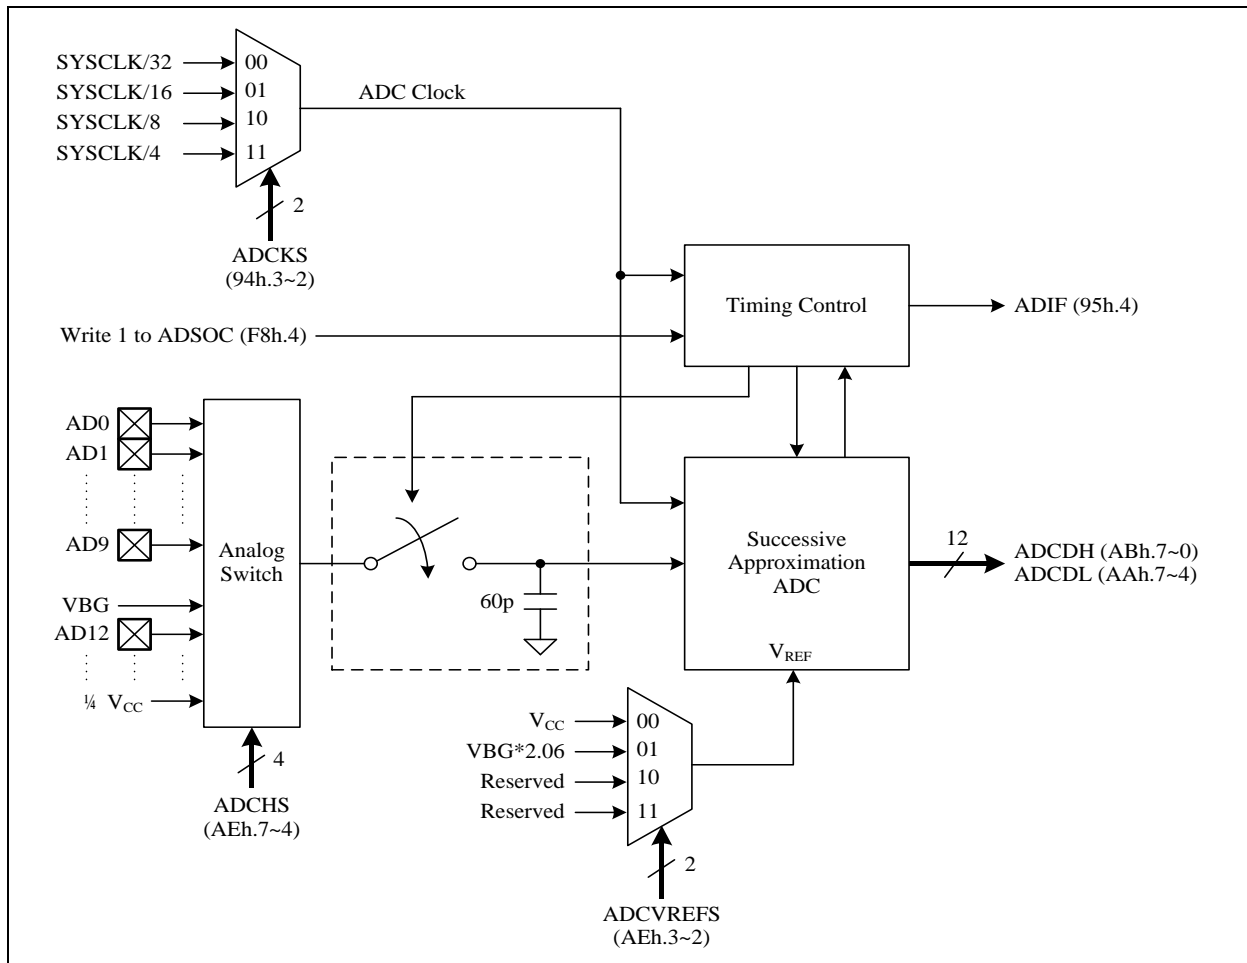 SYSCLK/32
00
SYSCLK/16
01
ADC Clock
SYSCLK/8
10
SYSCLK/4
11
2
ADCKS
(94h.3~2)
Timing Control
ADIF (95h.4)
Write 1 to ADSOC (F8h.4)
AD0
AD1
AD9
Analog
Switch
VBG
AD12
¼ VCC
4
ADCHS
(AEh.7~4)
60p
Successive
Approximation
ADC
VREF
12
ADCDH (ABh.7~0)
ADCDL (AAh.7~4)
VCC
00
VBG*2.06
01
Reserved
10
Reserved
11
2
ADCVREFS
(AEh.3~2)